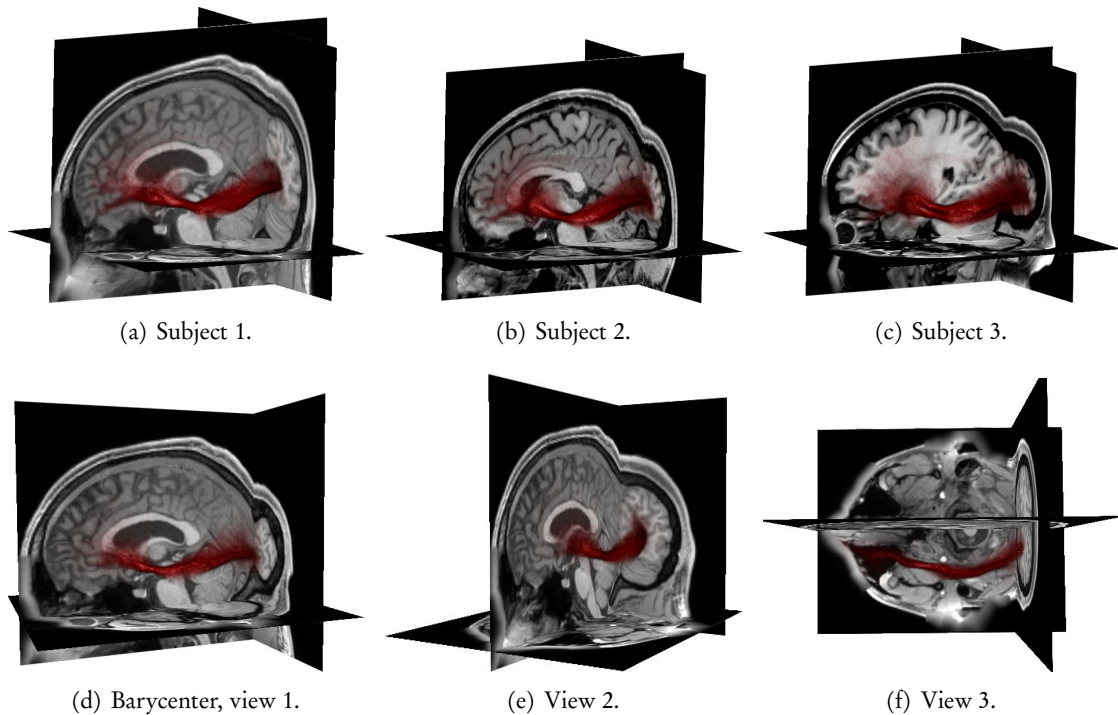 (a) Subject 1.
(b) Subject 2.
(c) Subject 3.
(d) Barycenter, view 1.
(e) View 2.
(f) View 3.